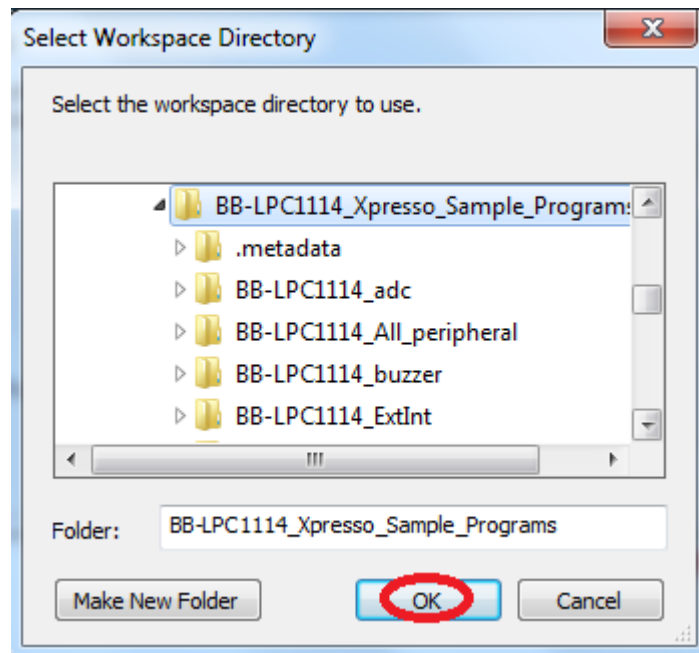 Select Workspace Directory
Select the workspace directory to use.
BB-LPC1114_Xpresso_Sample_Programs
.metadata
BB-LPC1114_adc
BB-LPC1114_All_peripheral
BB-LPC1114_buzzer
BB-LPC1114_ExtInt
Folder: BB-LPC1114_Xpresso_Sample_Programs
Make New Folder OK Cancel